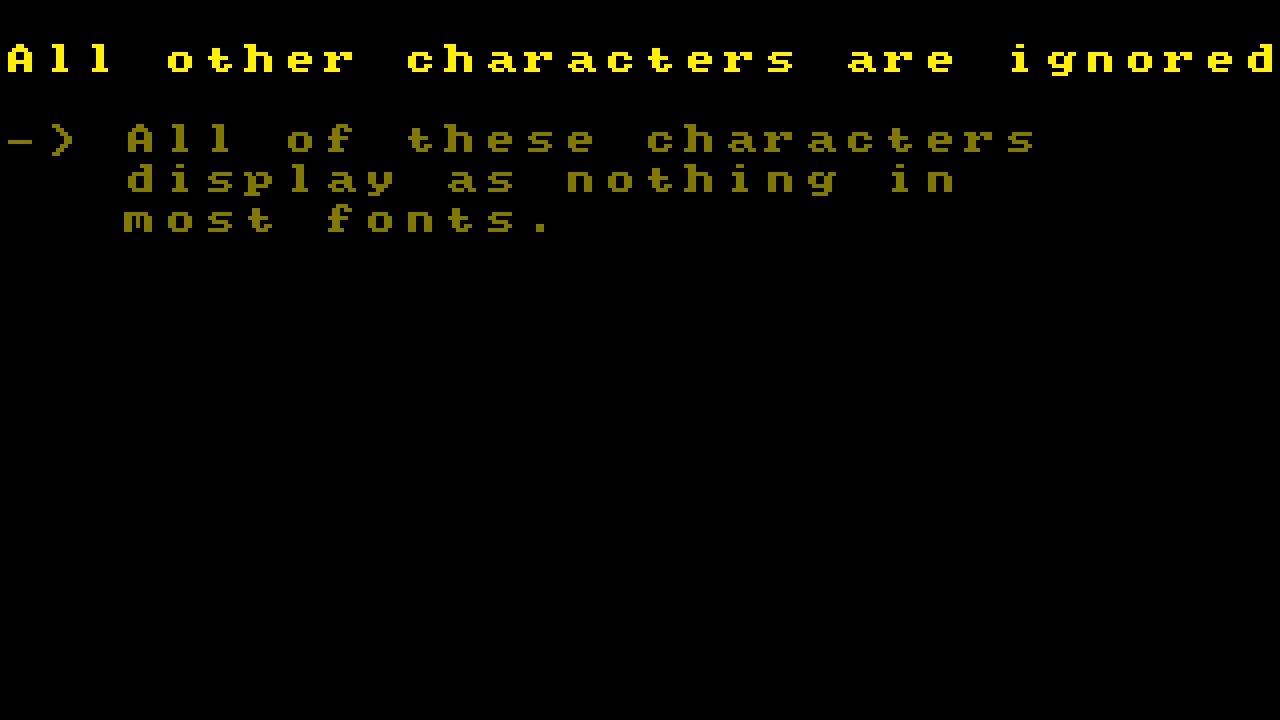 All other characters are ignored
-> All of these characters
display as nothing in
most fonts.